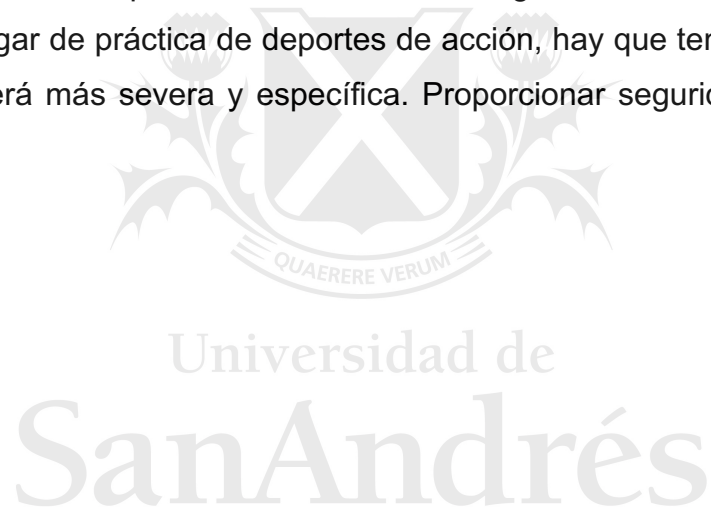 gar de práctica de deportes de acción, hay que ten
erá más severa y específica. Proporcionar segurid
QUAERERE VERUM
Universidad de
SanAndrés